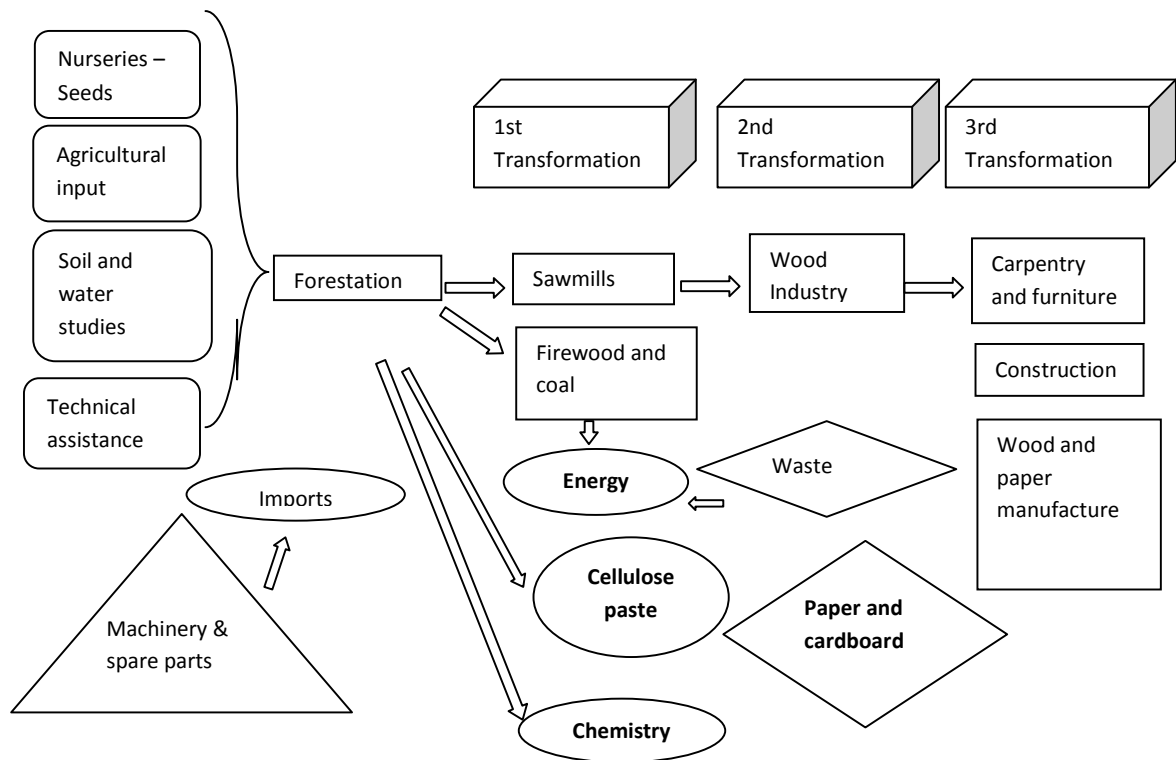 Nurseries –
Seeds
Agricultural
input
Soil and
water
studies
Technical
assistance
1st
Transformation
2nd
Transformation
3rd
Transformation
Forestation
Sawmills
Wood
Industry
Carpentry
and furniture
Firewood and
coal
Construction
Energy
Waste
Wood and
paper
manufacture
Imports
Machinery &
spare parts
Cellulose
paste
Paper and
cardboard
Chemistry